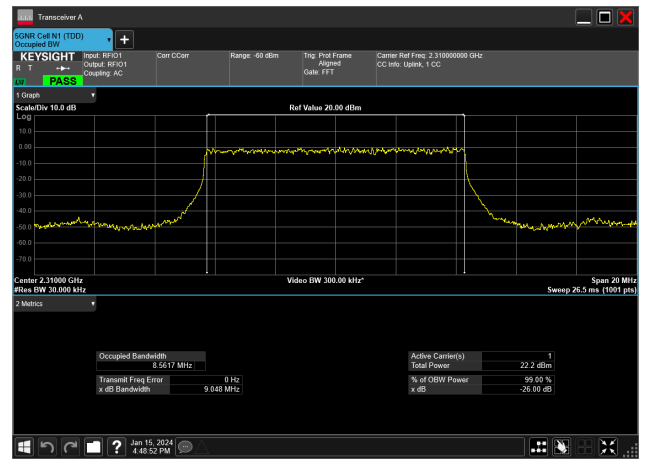 Transceiver A
5GNR Cell N1 (TDD)
Occupied BW
KEYSIGHT
R T
LW
PASS
Input: RFIO1
Output: RFIO1
Coupling: AC
Corr CCorr
Range: -60 dBm
Trig: Prot Frame
Aligned
Gate: FFT
Carrier Ref Freq: 2.310000000 GHz
CC Info: Uplink, 1 CC
1 Graph
Scale/Div 10.0 dB
Ref Value 20.00 dBm
Log
10.0
0.00
-10.0
-20.0
-30.0
-40.0
-50.0
-60.0
-70.0
Center 2.31000 GHz
Video BW 300.00 kHz*
Span 20 MHz
#Res BW 30.000 kHz
Sweep 26.5 ms (1001 pts)
2 Metrics
Occupied Bandwidth
8.5617 MHz
Transmit Freq Error 0 Hz
x dB Bandwidth 9.048 MHz
Active Carrier(s) 1
Total Power 22.2 dBm
% of OBW Power 99.00 %
x dB -26.00 dB
Jan 15, 2024
4:48:52 PM